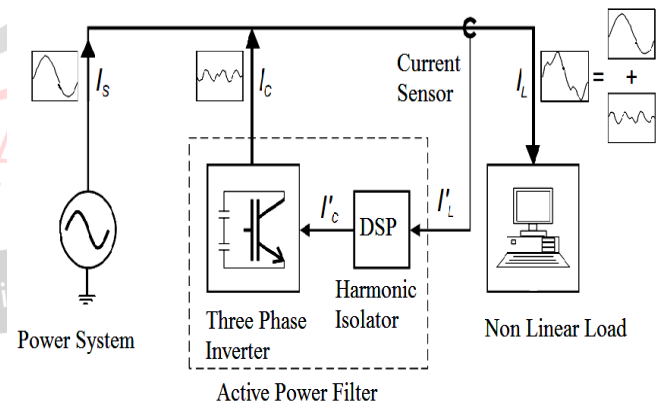 Current
Sensor
I_S
I_C
I_L
=
+
I'_C
DSP
I'_L
Harmonic
Isolator
Three Phase
Inverter
Non Linear Load
Power System
Active Power Filter